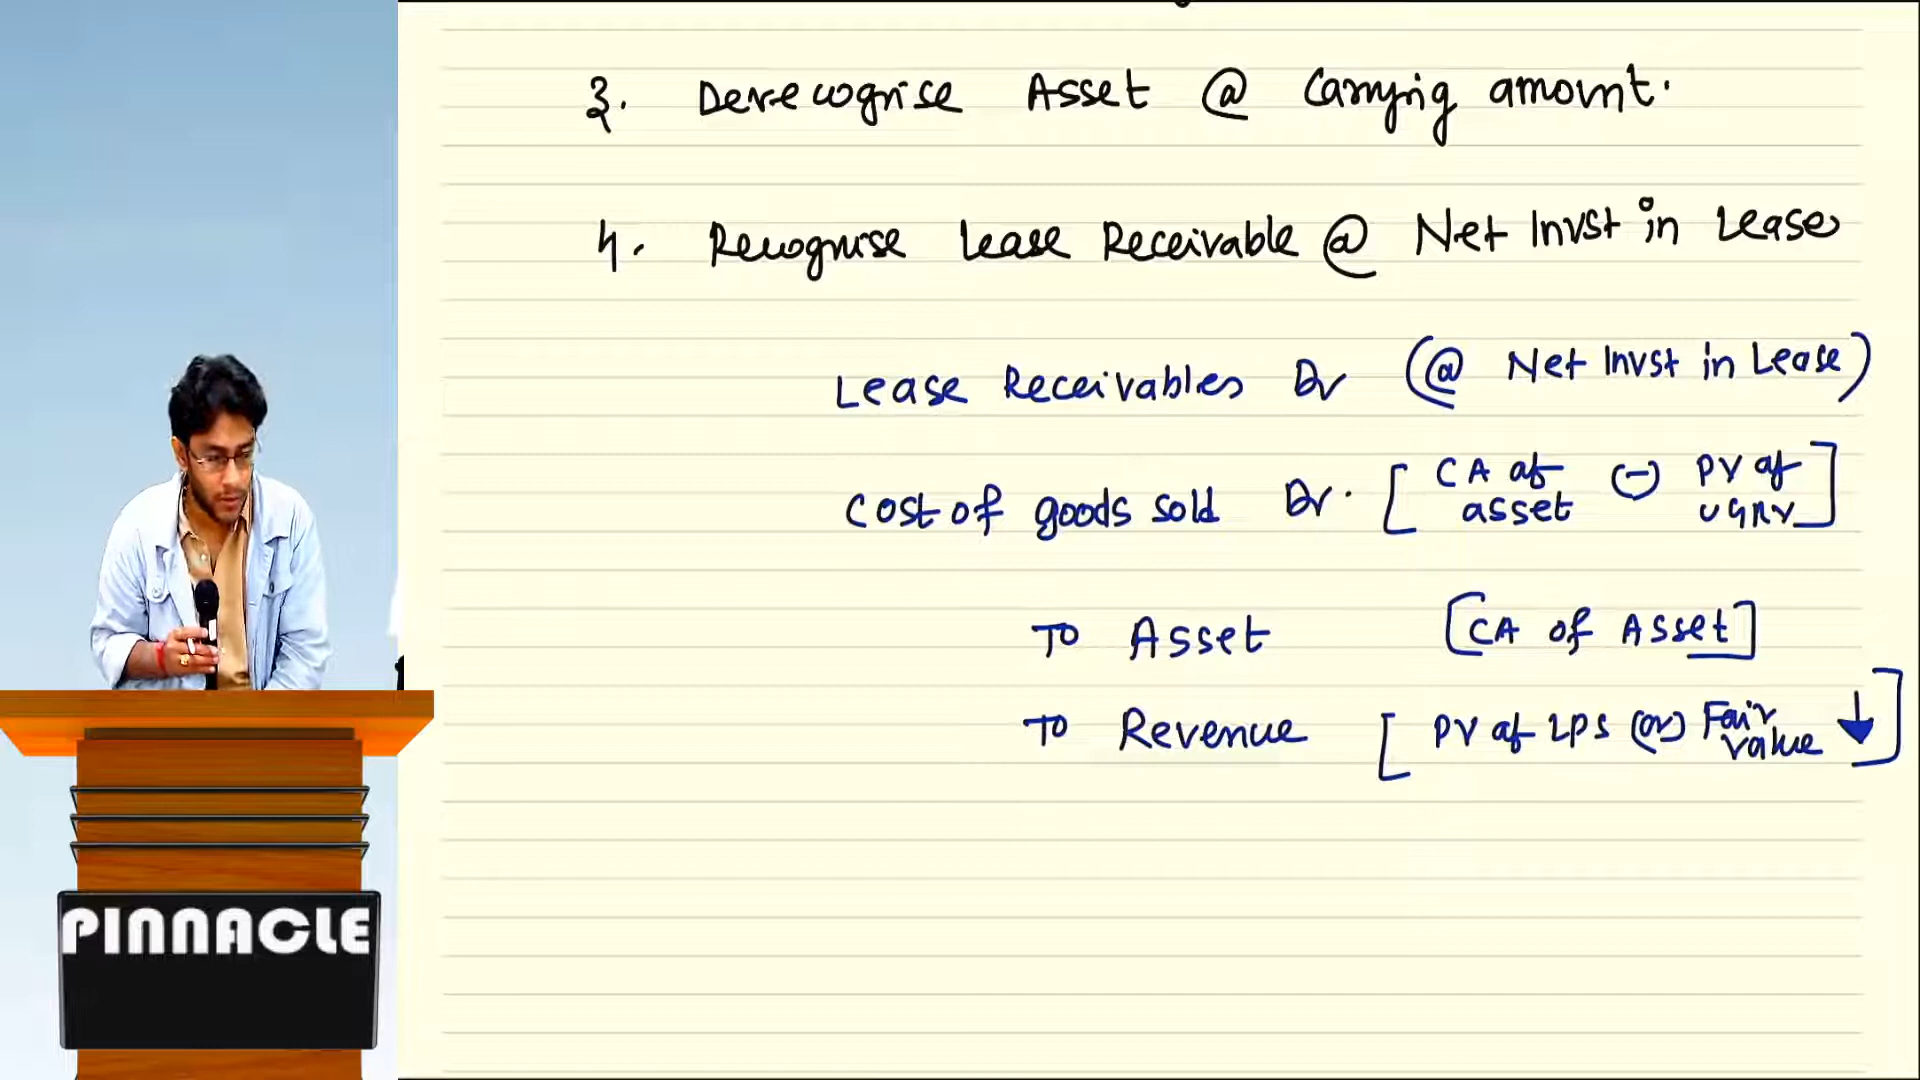 3. Derecognise Asset @ Carrying amount.
4. Recognise Lease Receivable @ Net Invst in Lease
Lease Receivables Dr (@ Net Invst in Lease)
Cost of goods sold Dr. [CA of asset (-) PV of UGRV]
To Asset [CA of Asset]
To Revenue [PV of LPs (or) Fair value ↓]
PINNACLE